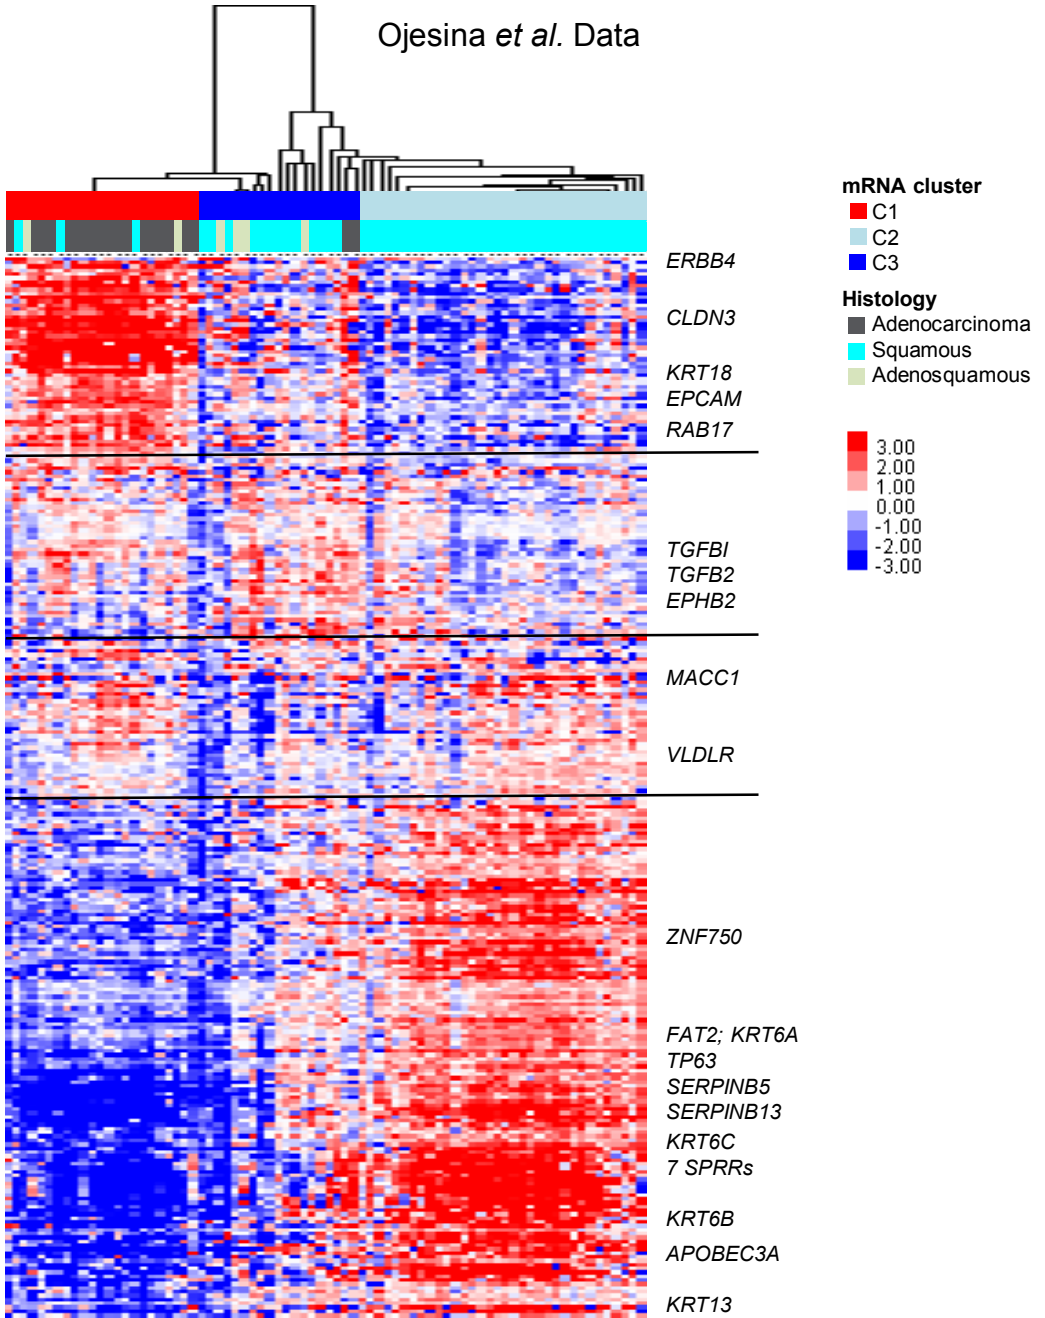 Ojesina et al. Data
mRNA cluster
C1
C2
C3
Histology
Adenocarcinoma
Squamous
Adenosquamous
3.00
2.00
1.00
0.00
-1.00
-2.00
-3.00
ERBB4
CLDN3
KRT18
EPCAM
RAB17
TGFBI
TGFB2
EPHB2
MACC1
VLDLR
ZNF750
FAT2; KRT6A
TP63
SERPINB5
SERPINB13
KRT6C
7 SPRRs
KRT6B
APOBEC3A
KRT13